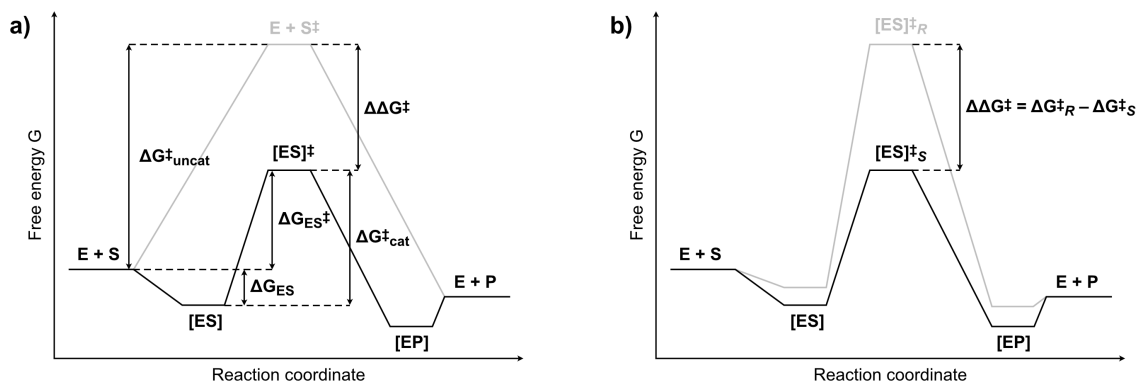 a)
Free energy G
E + S‡
ΔΔG‡
ΔG‡uncat
[ES]‡
ΔGES‡
ΔG‡cat
E + S
ΔGES
E + P
[ES]
[EP]
Reaction coordinate
b)
Free energy G
[ES]‡R
ΔΔG‡ = ΔG‡R – ΔG‡S
[ES]‡S
E + S
E + P
[ES]
[EP]
Reaction coordinate